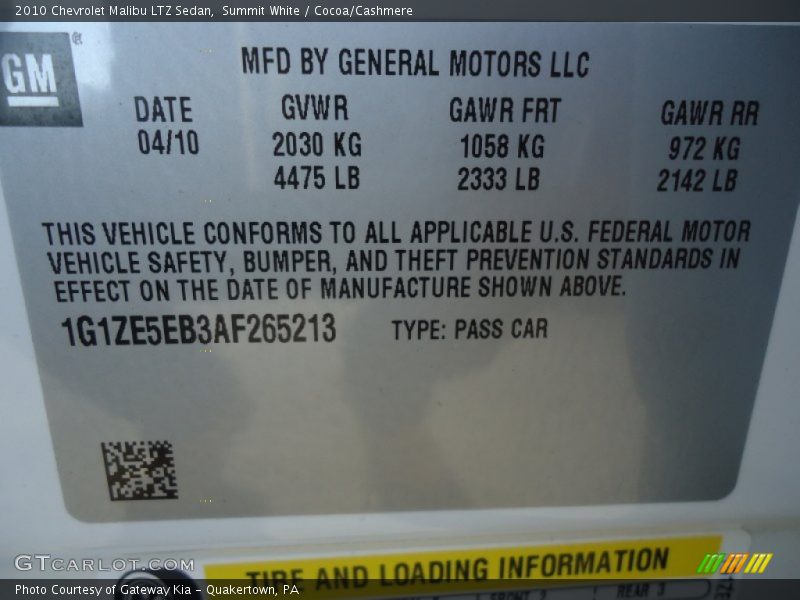 2010 Chevrolet Malibu LTZ Sedan, Summit White / Cocoa/Cashmere
GM®
MFD BY GENERAL MOTORS LLC
DATE GVWR GAWR FRT GAWR RR
04/10 2030 KG 1058 KG 972 KG
4475 LB 2333 LB 2142 LB
THIS VEHICLE CONFORMS TO ALL APPLICABLE U.S. FEDERAL MOTOR
VEHICLE SAFETY, BUMPER, AND THEFT PREVENTION STANDARDS IN
EFFECT ON THE DATE OF MANUFACTURE SHOWN ABOVE.
1G1ZE5EB3AF265213 TYPE: PASS CAR
GTCARLOT.COM
TIRE AND LOADING INFORMATION
FRONT 2 REAR 3
Photo Courtesy of Gateway Kia – Quakertown, PA